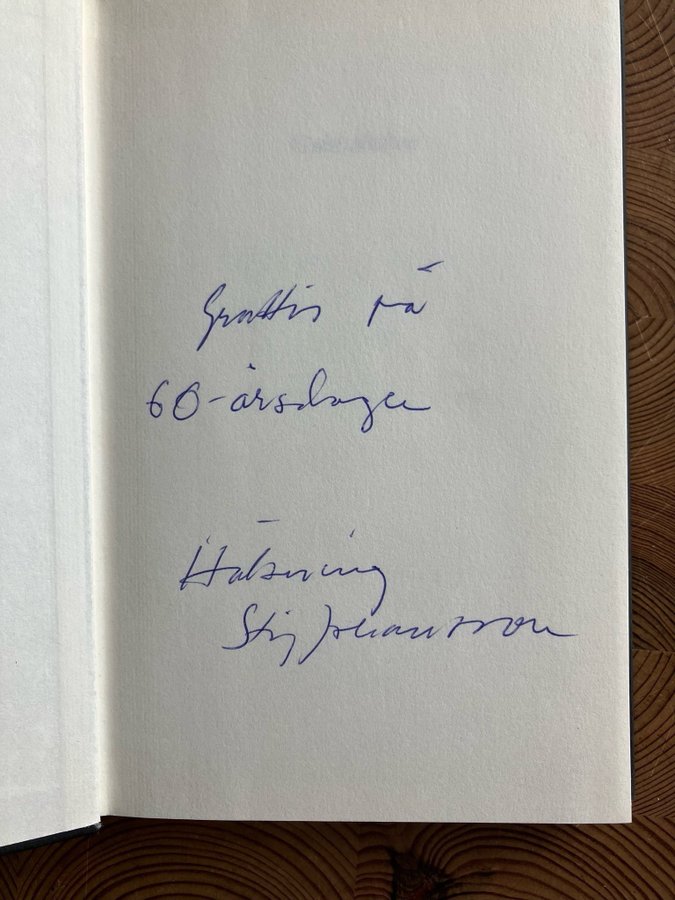 Grattis på
60-årsdagen
Hälsning
Stig Johansson